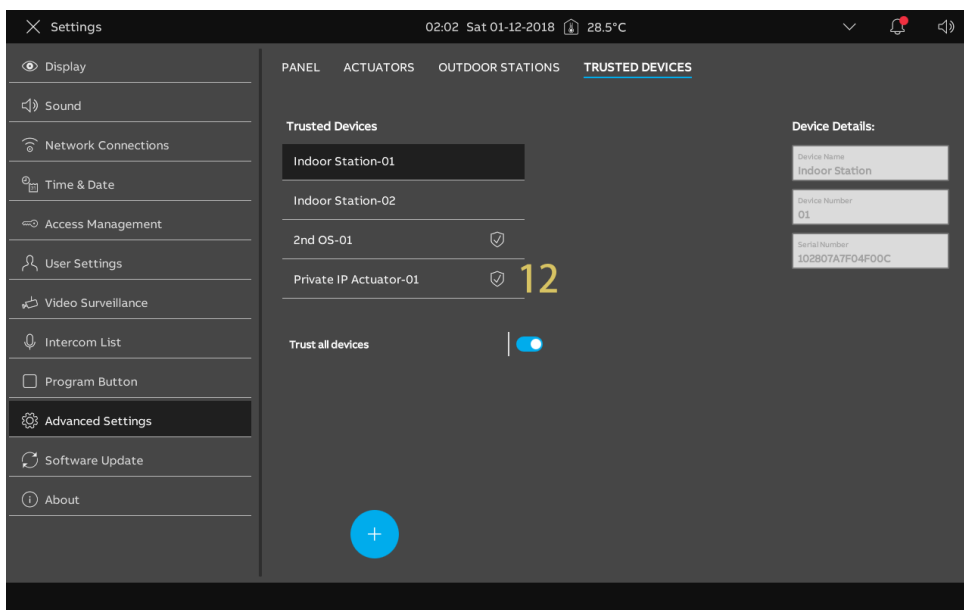 Settings
02:02 Sat 01-12-2018 28.5°C
Display
Sound
Network Connections
Time & Date
Access Management
User Settings
Video Surveillance
Intercom List
Program Button
Advanced Settings
Software Update
About
PANEL ACTUATORS OUTDOOR STATIONS TRUSTED DEVICES
Trusted Devices
Indoor Station-01
Indoor Station-02
2nd OS-01
Private IP Actuator-01
12
Trust all devices
+
Device Details:
Device Name
Indoor Station
Device Number
01
Serial Number
102807A7F04F00C